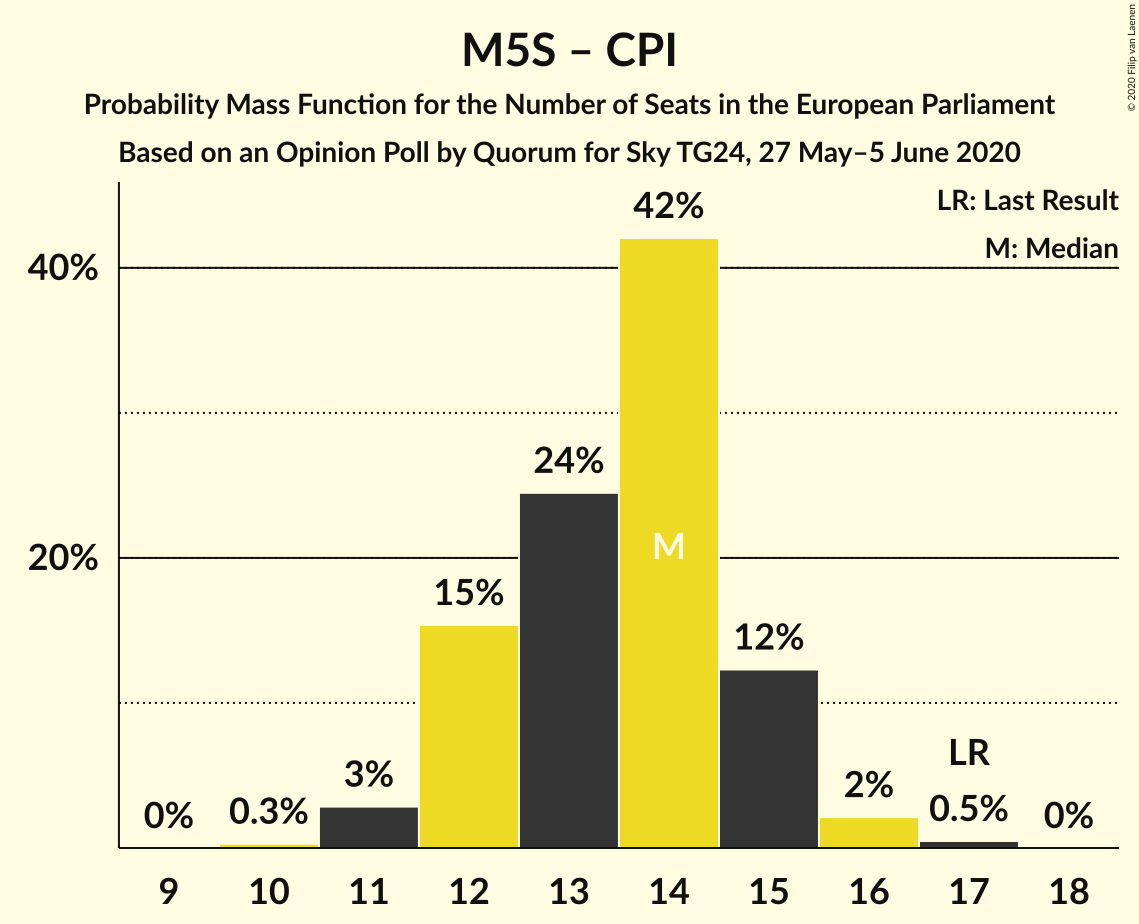 M5S – CPI
Probability Mass Function for the Number of Seats in the European Parliament
Based on an Opinion Poll by Quorum for Sky TG24, 27 May–5 June 2020
© 2020 Filip van Laenen
LR: Last Result
M: Median
40%
20%
0%
0.3%
3%
15%
24%
42%
M
12%
2%
LR
0.5%
0%
9 10 11 12 13 14 15 16 17 18